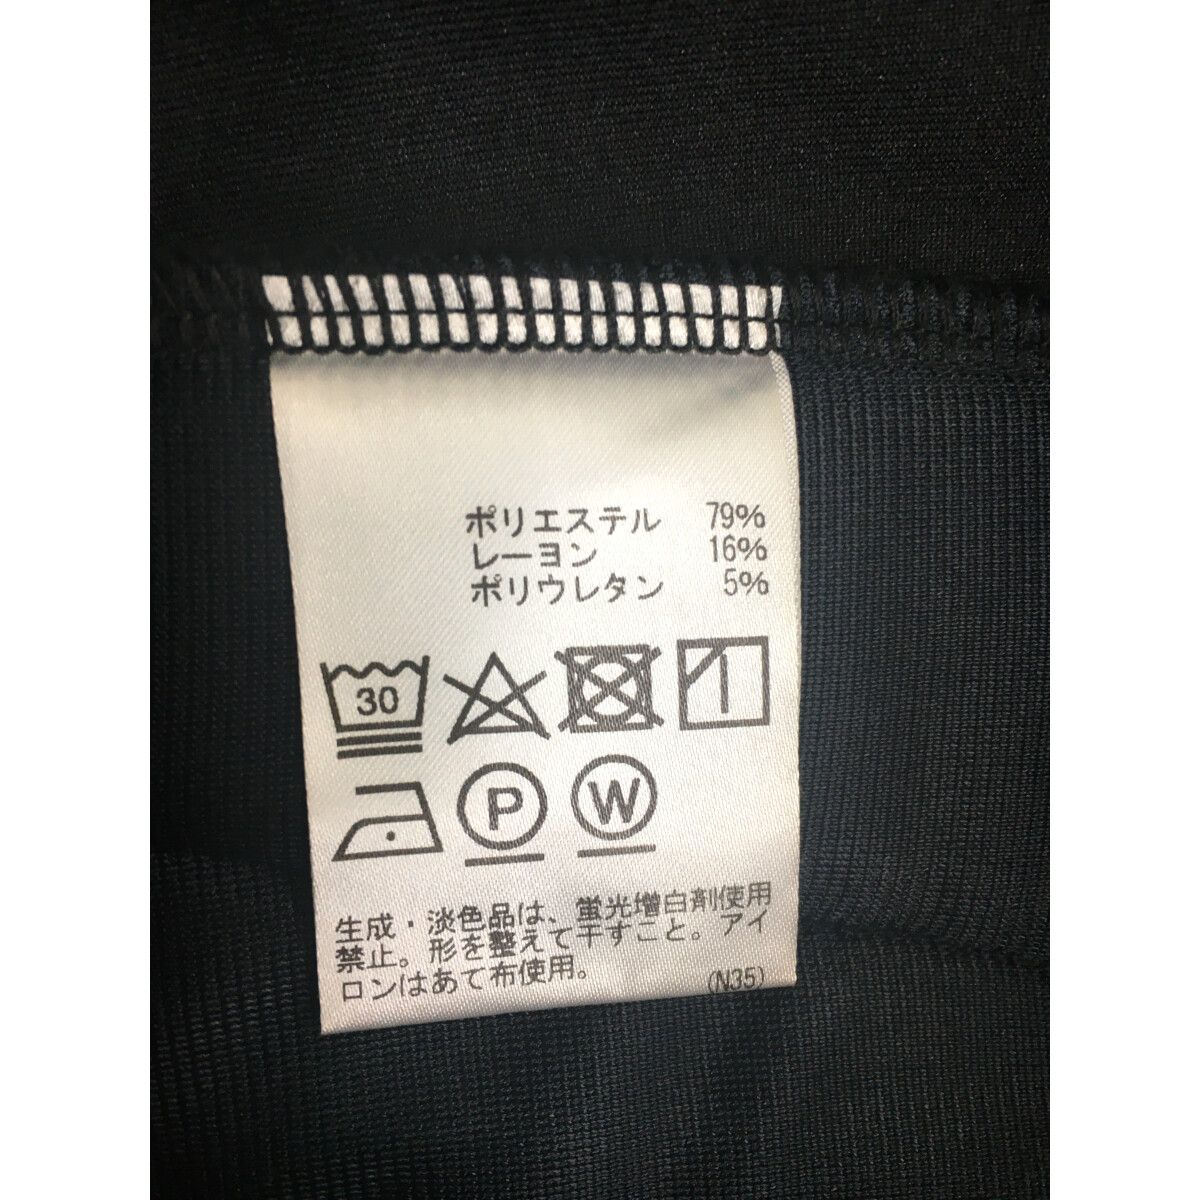 ポリエステル 79%
レーヨン 16%
ポリウレタン 5%
30
P W
生成・淡色品は、蛍光増白剤使用
禁止。形を整えて干すこと。アイ
ロンはあて布使用。 (N35)